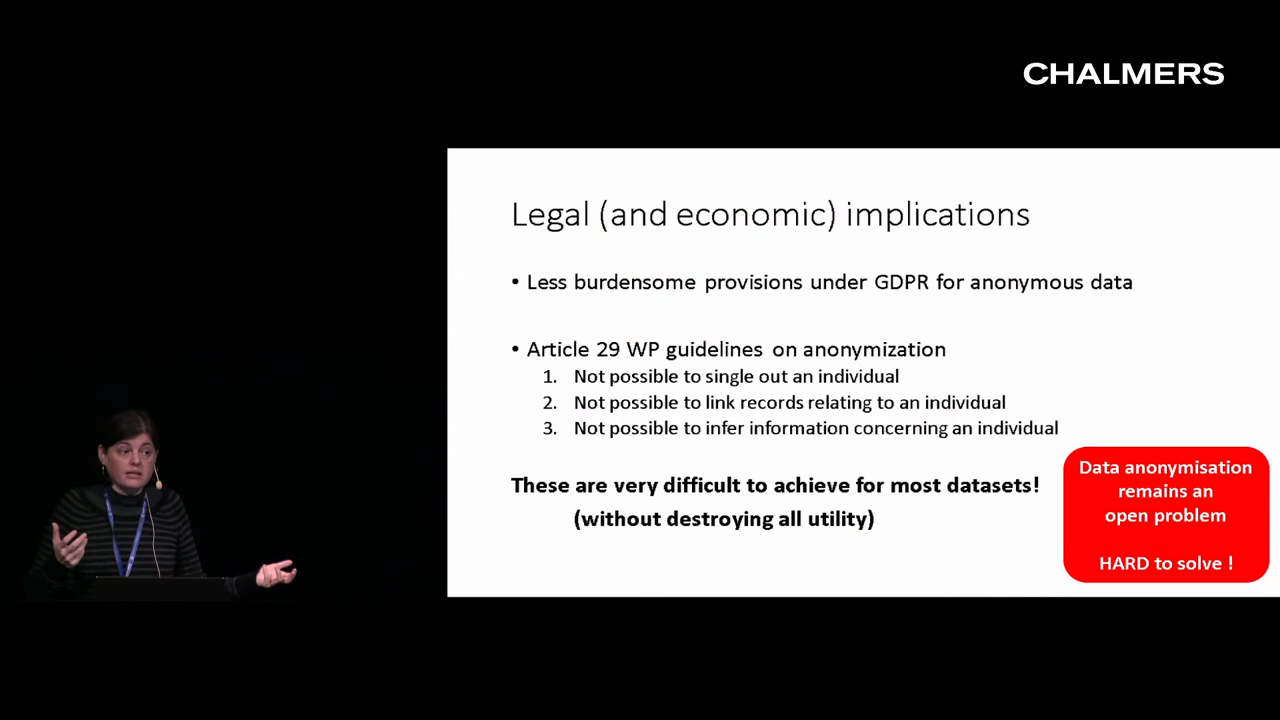 CHALMERS
Legal (and economic) implications
• Less burdensome provisions under GDPR for anonymous data
• Article 29 WP guidelines on anonymization
1. Not possible to single out an individual
2. Not possible to link records relating to an individual
3. Not possible to infer information concerning an individual
These are very difficult to achieve for most datasets!
(without destroying all utility)
Data anonymisation
remains an
open problem
HARD to solve !